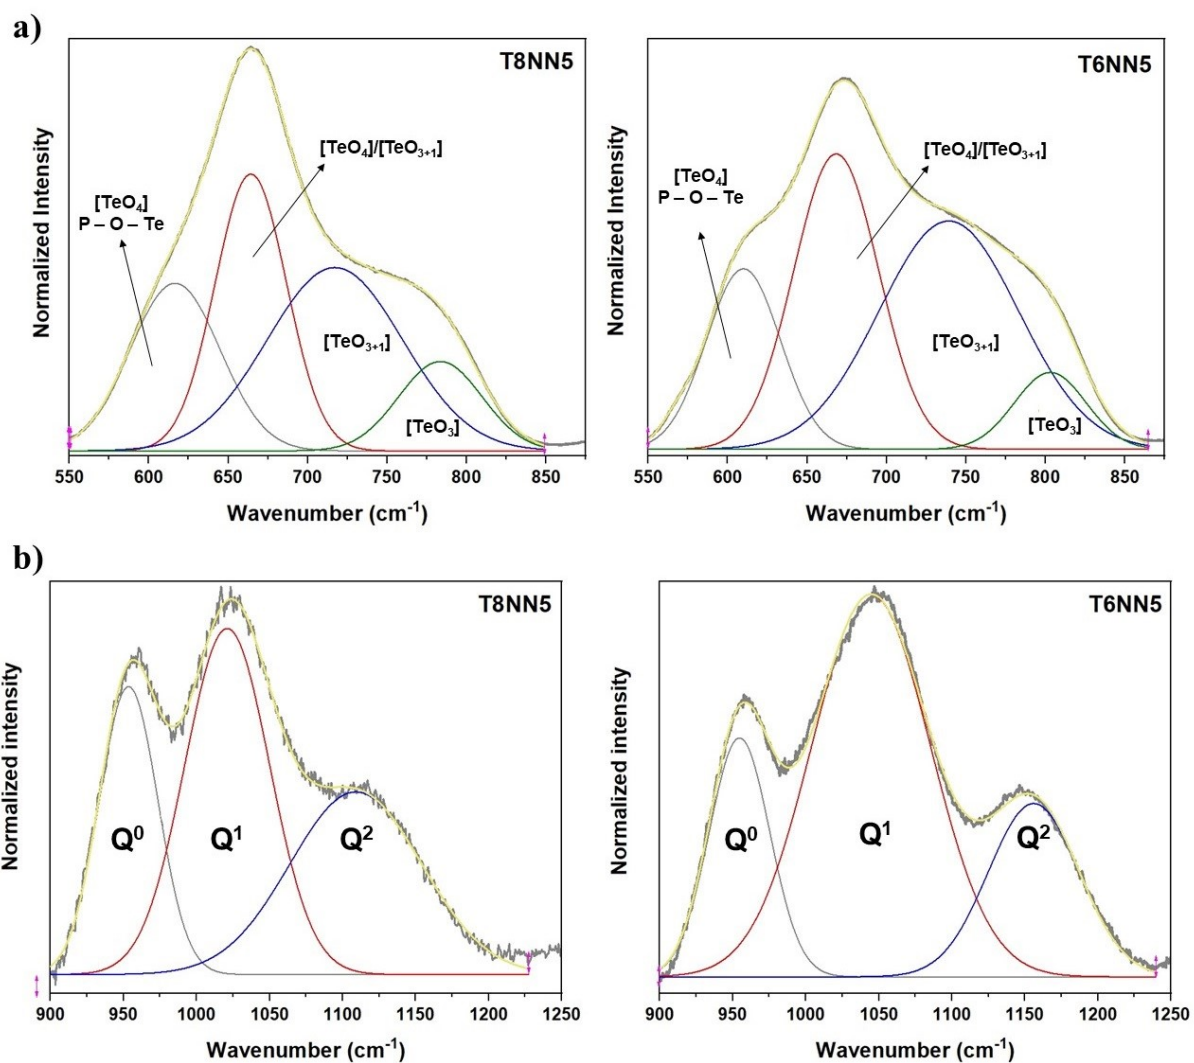 a)
T8NN5
[TeO₄]/[TeO₃₊₁]
[TeO₄]
P – O – Te
[TeO₃₊₁]
[TeO₃]
Normalized Intensity
550 600 650 700 750 800 850
Wavenumber (cm⁻¹)
T6NN5
[TeO₄]/[TeO₃₊₁]
[TeO₄]
P – O – Te
[TeO₃₊₁]
[TeO₃]
Normalized Intensity
550 600 650 700 750 800 850
Wavenumber (cm⁻¹)
b)
T8NN5
Q⁰ Q¹ Q²
Normalized intensity
900 950 1000 1050 1100 1150 1200 1250
Wavenumber (cm⁻¹)
T6NN5
Q⁰ Q¹ Q²
Normalized intensity
900 950 1000 1050 1100 1150 1200 1250
Wavenumber (cm⁻¹)